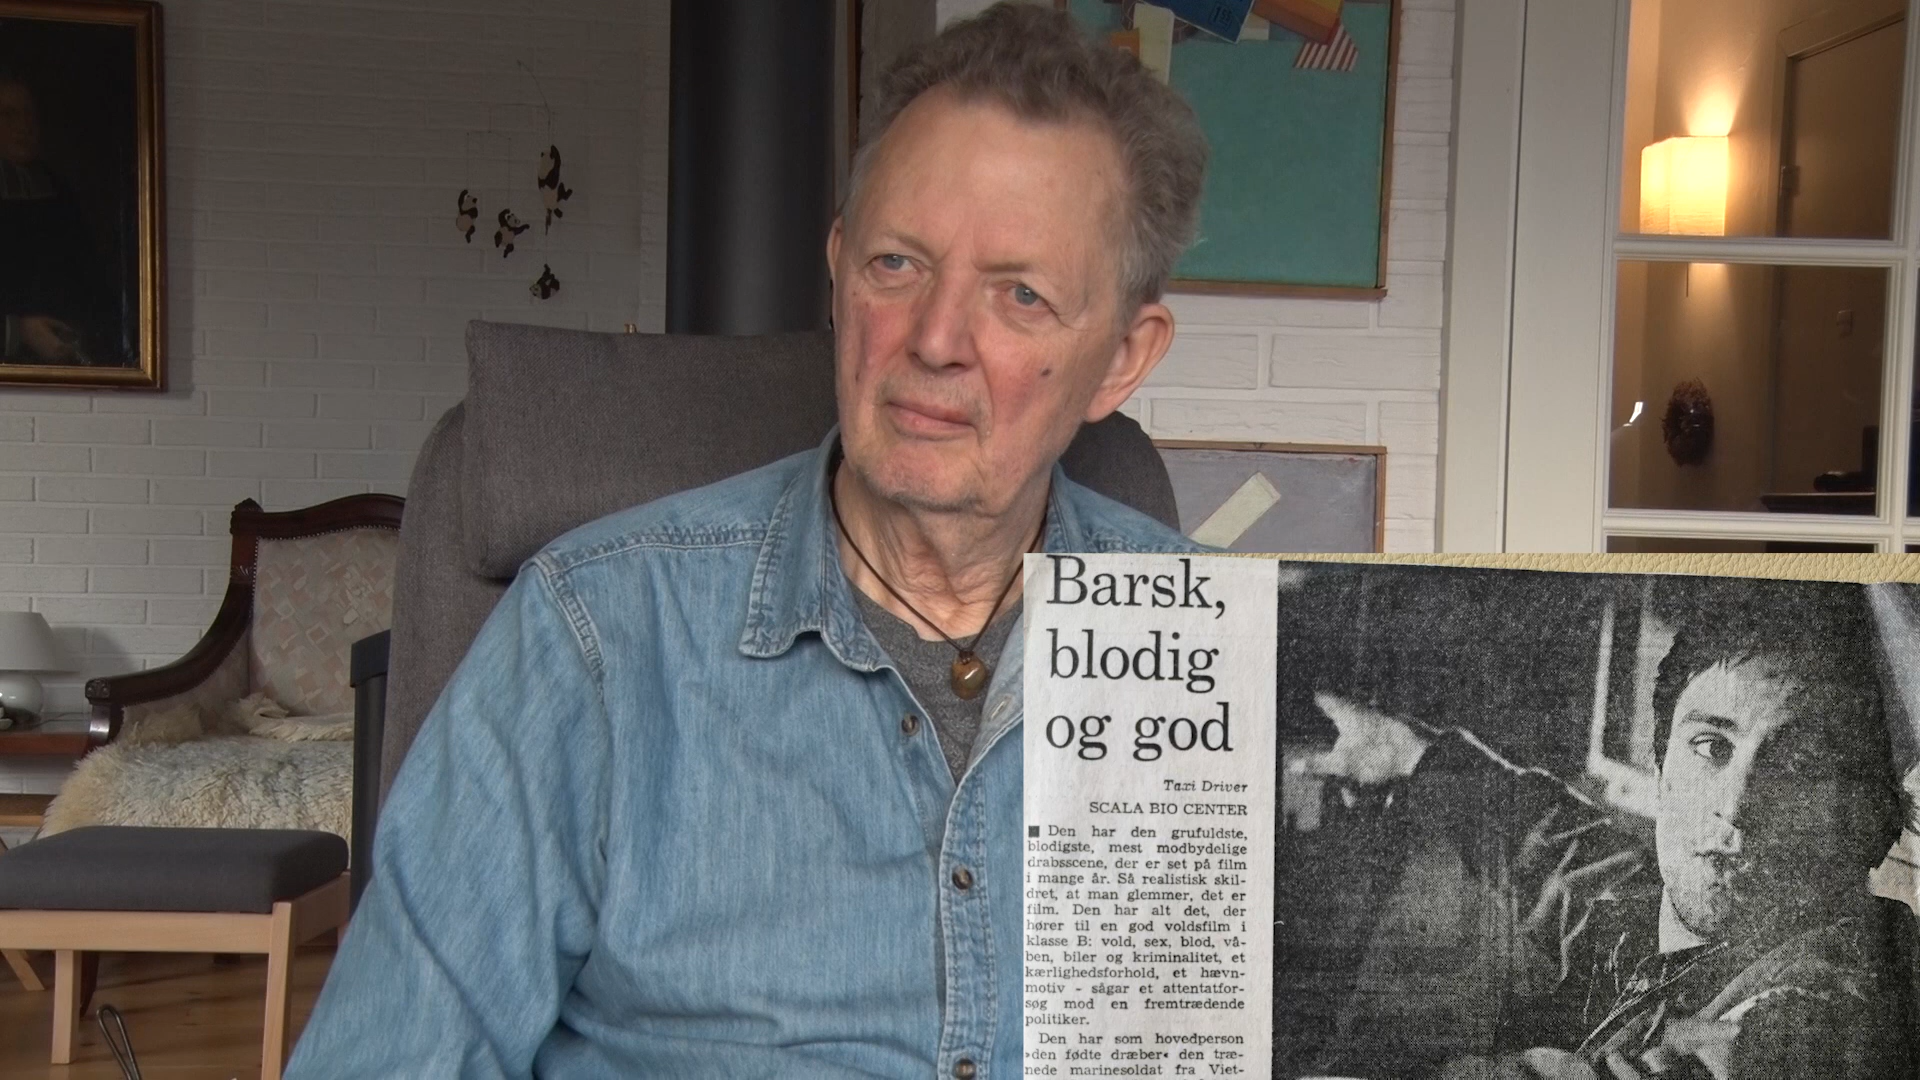 Barsk,
blodig
og god
Taxi Driver
SCALA BIO CENTER
■ Den har den grufuldste,
blodigste, mest modbydelige
drabsscene, der er set på film
i mange år. Så realistisk skil-
dret, at man glemmer, det er
film. Den har alt det, der
hører til en god voldsfilm i
klasse B: vold, sex, blod, vå-
ben, biler og kriminalitet, et
kærlighedsforhold, et hævn-
motiv - sågar et attentatfor-
søg mod en fremtrædende
politiker.
Den har som hovedperson
»den fødte dræber« den træ-
nede marinesoldat fra Viet-